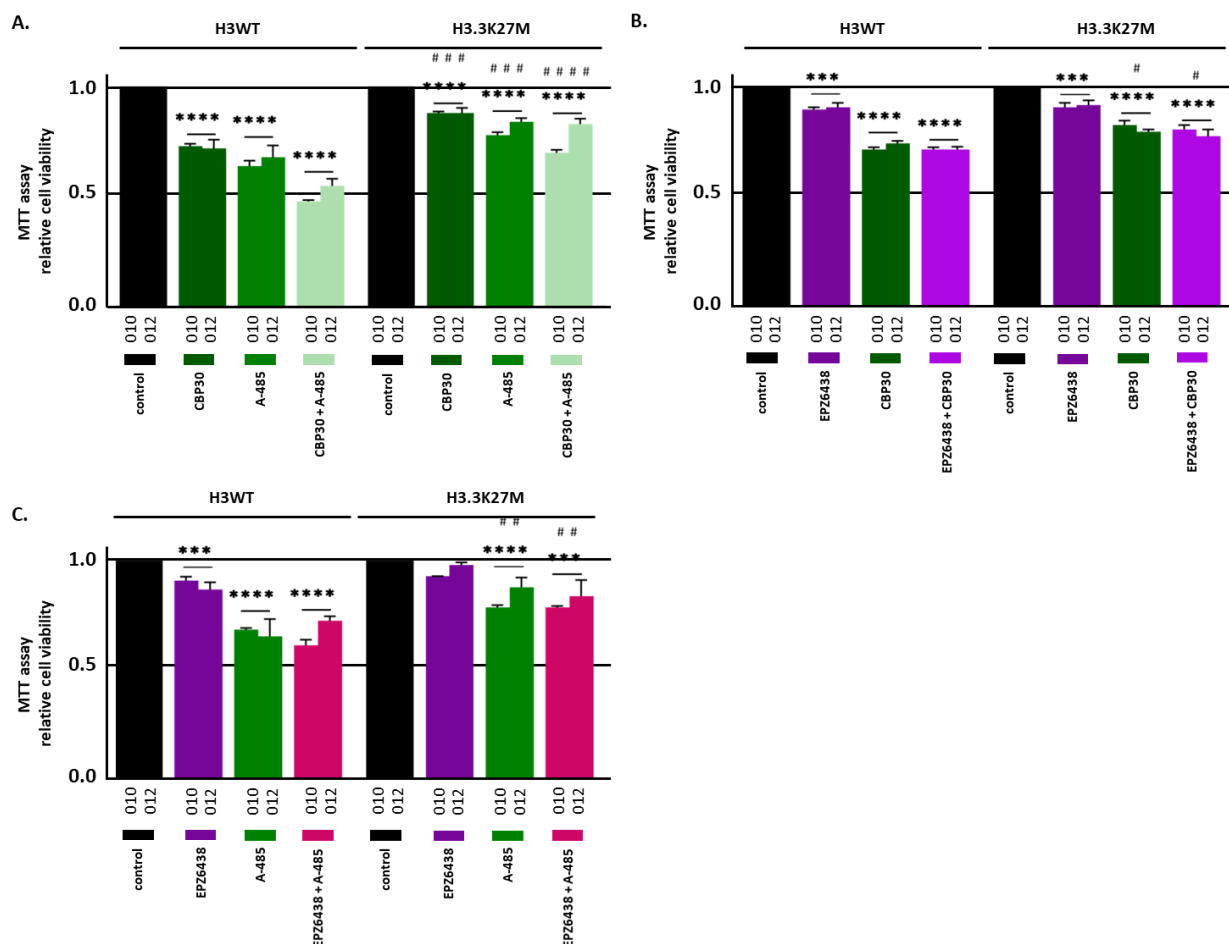 A.
H3WT H3.3K27M
# # # # # # # # # #
**** **** **** **** **** ****
MTT assay
relative cell viability
1.0
0.5
0.0
010 012 010 012 010 012 010 012 010 012 010 012 010 012 010 012
control CBP30 A-485 CBP30 + A-485 control CBP30 A-485 CBP30 + A-485
B.
H3WT H3.3K27M
# #
*** **** **** *** **** ****
MTT assay
relative cell viability
1.0
0.5
0.0
010 012 010 012 010 012 010 012 010 012 010 012 010 012 010 012
control EPZ6438 CBP30 EPZ6438 + CBP30 control EPZ6438 CBP30 EPZ6438 + CBP30
C.
H3WT H3.3K27M
# # # #
*** **** **** **** ***
MTT assay
relative cell viability
1.0
0.5
0.0
010 012 010 012 010 012 010 012 010 012 010 012 010 012 010 012
control EPZ6438 A-485 EPZ6438 + A-485 control EPZ6438 A-485 EPZ6438 + A-485